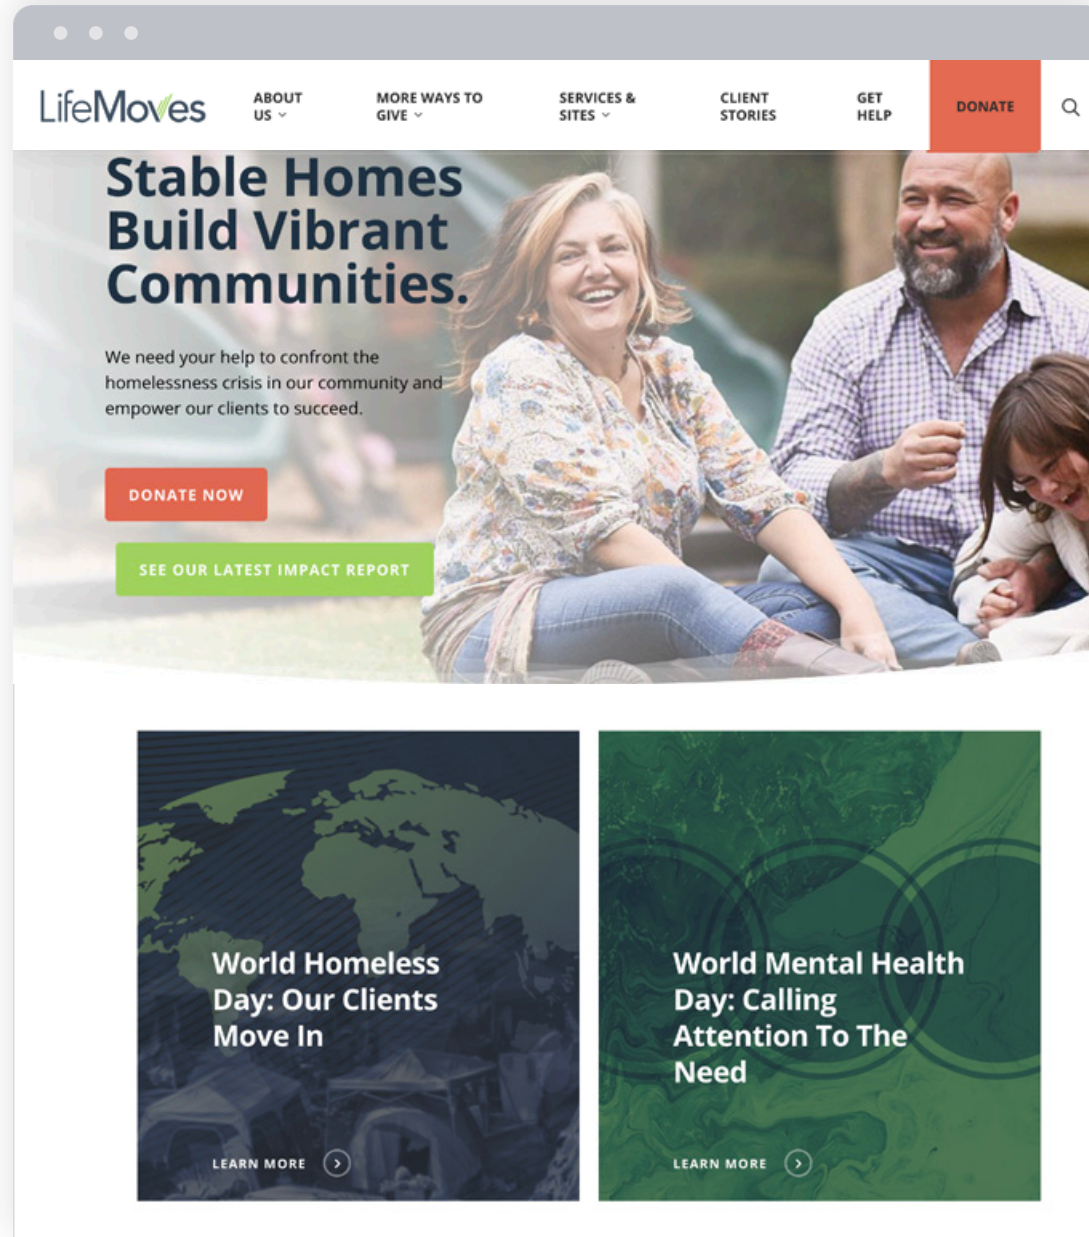 LifeMoves
ABOUT
US
MORE WAYS TO
GIVE
SERVICES &
SITES
CLIENT
STORIES
GET
HELP
DONATE
Stable Homes
Build Vibrant
Communities.
We need your help to confront the
homelessness crisis in our community and
empower our clients to succeed.
DONATE NOW
SEE OUR LATEST IMPACT REPORT
World Homeless
Day: Our Clients
Move In
LEARN MORE
World Mental Health
Day: Calling
Attention To The
Need
LEARN MORE